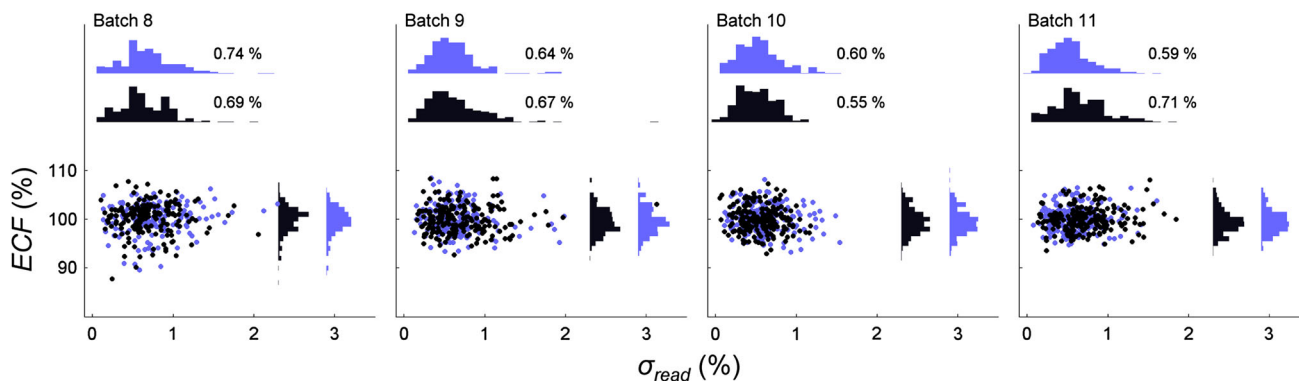 Batch 8
Batch 9
Batch 10
Batch 11
0.74 %
0.64 %
0.60 %
0.59 %
0.69 %
0.67 %
0.55 %
0.71 %
ECF (%)
110
100
90
0 1 2 3
0 1 2 3
0 1 2 3
0 1 2 3
σread (%)